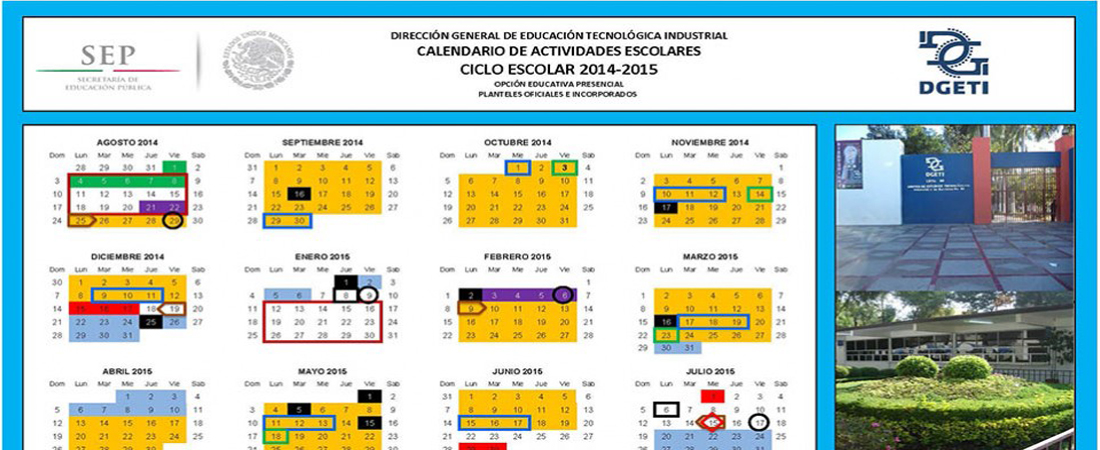 SEP
SECRETARÍA DE
EDUCACIÓN PÚBLICA
ESTADOS UNIDOS MEXICANOS
DIRECCIÓN GENERAL DE EDUCACIÓN TECNOLÓGICA INDUSTRIAL
CALENDARIO DE ACTIVIDADES ESCOLARES
CICLO ESCOLAR 2014-2015
OPCIÓN EDUCATIVA PRESENCIAL
PLANTELES OFICIALES E INCORPORADOS
DGETI
AGOSTO 2014
Dom Lun Mar Mie Jue Vie Sab
28 29 30 31 1 2
3 4 5 6 7 8 9
10 11 12 13 14 15 16
17 18 19 20 21 22 23
24 25 26 27 28 29 30
SEPTIEMBRE 2014
Dom Lun Mar Mie Jue Vie Sab
31 1 2 3 4 5 6
7 8 9 10 11 12 13
14 15 16 17 18 19 20
21 22 23 24 25 26 27
28 29 30
OCTUBRE 2014
Dom Lun Mar Mie Jue Vie Sab
1 2 3 4
5 6 7 8 9 10 11
12 13 14 15 16 17 18
19 20 21 22 23 24 25
26 27 28 29 30 31
NOVIEMBRE 2014
Dom Lun Mar Mie Jue Vie Sab
1
2 3 4 5 6 7 8
9 10 11 12 13 14 15
16 17 18 19 20 21 22
23 24 25 26 27 28 29
DICIEMBRE 2014
Dom Lun Mar Mie Jue Vie Sab
30 1 2 3 4 5 6
7 8 9 10 11 12 13
14 15 16 17 18 19 20
21 22 23 24 25 26 27
28 29 30 31
ENERO 2015
Dom Lun Mar Mie Jue Vie Sab
1 2 3
4 5 6 7 8 9 10
11 12 13 14 15 16 17
18 19 20 21 22 23 24
25 26 27 28 29 30 31
FEBRERO 2015
Dom Lun Mar Mie Jue Vie Sab
1 2 3 4 5 6 7
8 9 10 11 12 13 14
15 16 17 18 19 20 21
22 23 24 25 26 27 28
MARZO 2015
Dom Lun Mar Mie Jue Vie Sab
1 2 3 4 5 6 7
8 9 10 11 12 13 14
15 16 17 18 19 20 21
22 23 24 25 26 27 28
29 30 31
ABRIL 2015
Dom Lun Mar Mie Jue Vie Sab
1 2 3 4
5 6 7 8 9 10 11
12 13 14 15 16 17 18
19 20 21 22 23 24 25
MAYO 2015
Dom Lun Mar Mie Jue Vie Sab
1 2
3 4 5 6 7 8 9
10 11 12 13 14 15 16
17 18 19 20 21 22 23
JUNIO 2015
Dom Lun Mar Mie Jue Vie Sab
31 1 2 3 4 5 6
7 8 9 10 11 12 13
14 15 16 17 18 19 20
21 22 23 24 25 26 27
JULIO 2015
Dom Lun Mar Mie Jue Vie Sab
1 2 3 4
5 6 7 8 9 10 11
12 13 14 15 16 17 18
19 20 21 22 23 24 25
DGETI